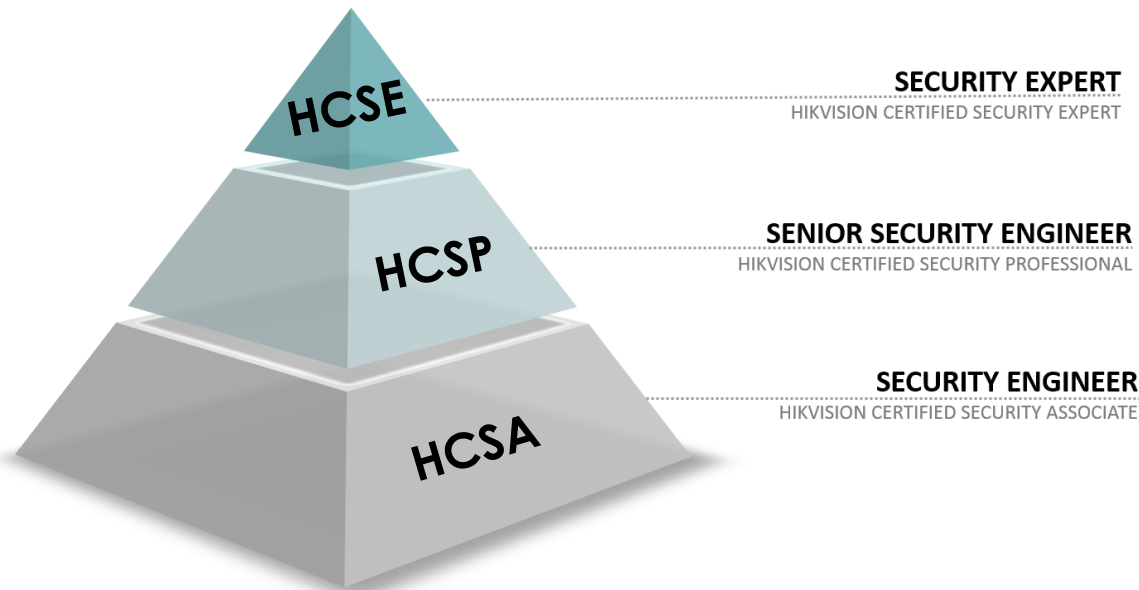 HCSE
SECURITY EXPERT
HIKVISION CERTIFIED SECURITY EXPERT
HCSP
SENIOR SECURITY ENGINEER
HIKVISION CERTIFIED SECURITY PROFESSIONAL
HCSA
SECURITY ENGINEER
HIKVISION CERTIFIED SECURITY ASSOCIATE